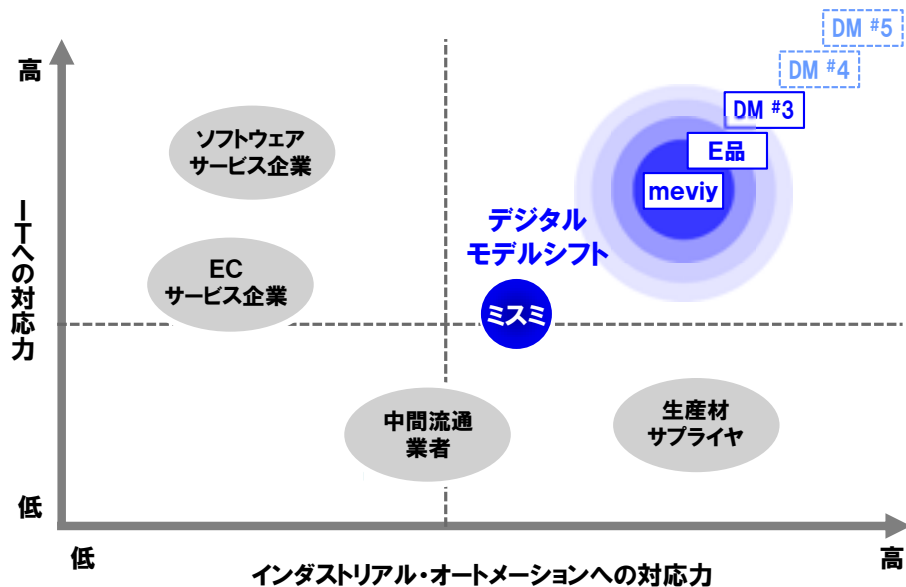 DM #5
高
DM #4
DM #3
ソフトウェア
サービス企業
E品
meviy
デジタル
モデルシフト
ITへの対応力
EC
サービス企業
ミスミ
中間流通
業者
生産材
サプライヤ
低
低
高
インダストリアル・オートメーションへの対応力